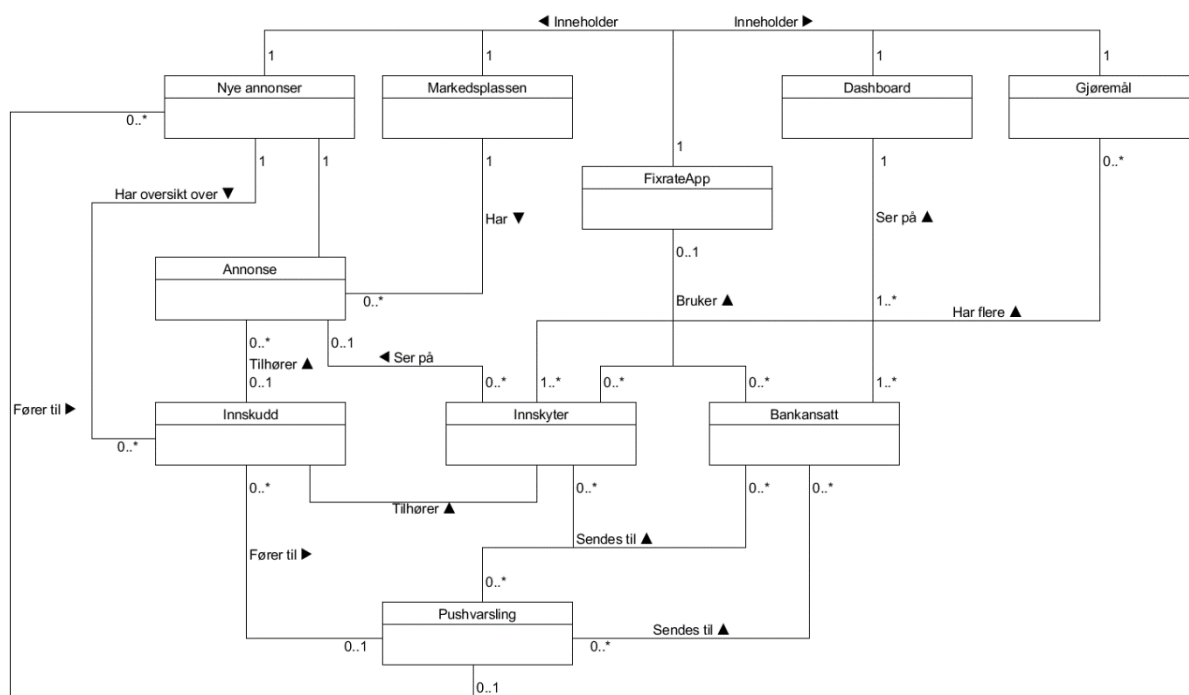 ◄ Inneholder Inneholder ►
1 1 1 1
Nye annonser Markedsplassen Dashboard Gjøremål
0..*
1 1 1 1 1 0..*
FixrateApp
Har oversikt over ▼
Har ▼ Ser på ▲
0..1
Annonse
0..*
Bruker ▲ 1..*
Har flere ▲
0..* 0..1
◄ Ser på
Tilhører ▲
0..1 0..* 1..* 0..* 0..* 1..*
Fører til ►
Innskudd Innskyter Bankansatt
0..*
0..* 0..* 0..* 0..*
Tilhører ▲
Sendes til ▲
Fører til ►
0..*
Pushvarsling
Sendes til ▲
0..1 0..*
0..1